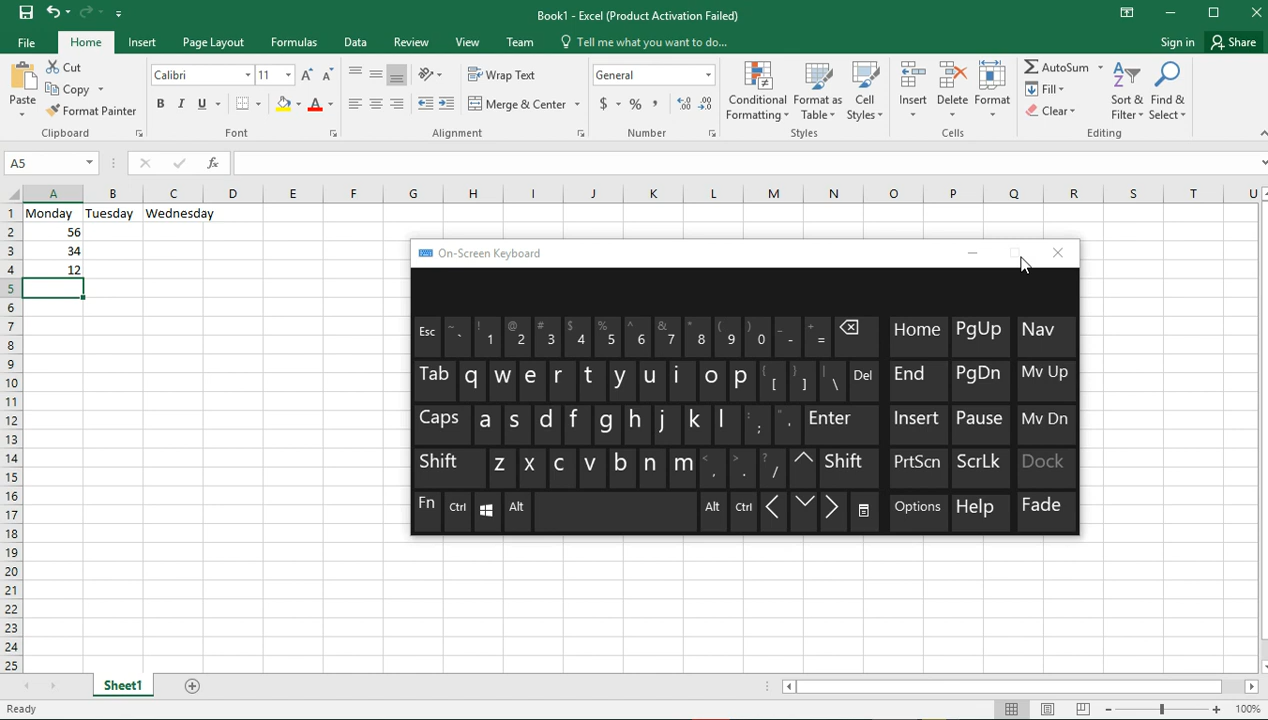 Book1 - Excel (Product Activation Failed)
File Home Insert Page Layout Formulas Data Review View Team Tell me what you want to do... Sign in Share
Paste Cut Copy Format Painter Clipboard
Calibri 11 B I U A A A Font
Wrap Text Merge & Center Alignment
General $ % , Number
Conditional Formatting Format as Table Cell Styles Styles
Insert Delete Format Cells
AutoSum Fill Clear Sort & Filter Find & Select Editing
A5 fx
A B C D E F G H I J K L M N O P Q R S T U
1 Monday Tuesday Wednesday
2 56
3 34
4 12
5
6
7
8
9
10
11
12
13
14
15
16
17
18
19
20
21
22
23
24
25
On-Screen Keyboard
Esc ~ ` ! 1 @ 2 # 3 $ 4 % 5 ^ 6 & 7 * 8 ( 9 ) 0 _ - + = Home PgUp Nav
Tab q w e r t y u i o p { [ } ] | \ Del End PgDn Mv Up
Caps a s d f g h j k l : ; " ' Enter Insert Pause Mv Dn
Shift z x c v b n m < , > . ? / Shift PrtScn ScrLk Dock
Fn Ctrl Alt Alt Ctrl Options Help Fade
Sheet1
Ready 100%